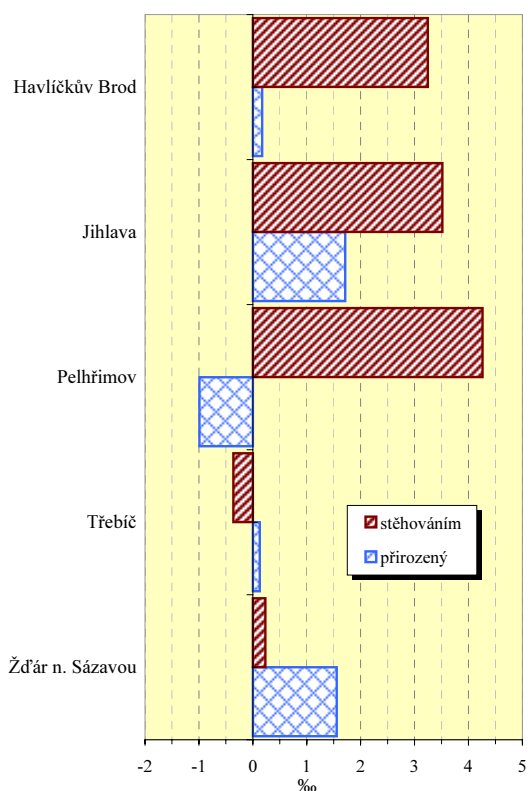 Havlíčkův Brod
Jihlava
Pelhřimov
Třebíč
stěhováním
přirozený
Žďár n. Sázavou
-2 -1 0 1 2 3 4 5
‰